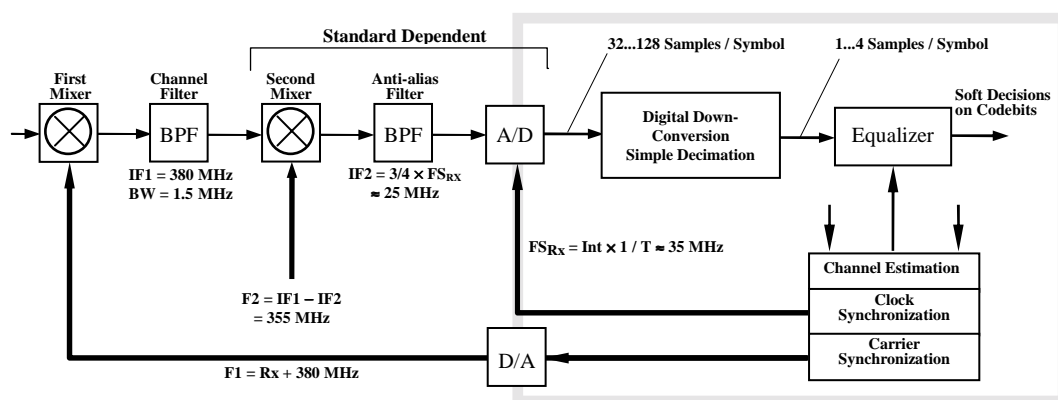 Standard Dependent
32...128 Samples / Symbol
1...4 Samples / Symbol
First
Mixer
Channel
Filter
BPF
IF1 = 380 MHz
BW = 1.5 MHz
Second
Mixer
Anti-alias
Filter
BPF
IF2 = 3/4 × FSRX
≈ 25 MHz
A/D
Digital Down-
Conversion
Simple Decimation
Equalizer
Soft Decisions
on Codebits
FSRx = Int × 1 / T ≈ 35 MHz
F2 = IF1 – IF2
= 355 MHz
Channel Estimation
Clock
Synchronization
Carrier
Synchronization
D/A
F1 = Rx + 380 MHz